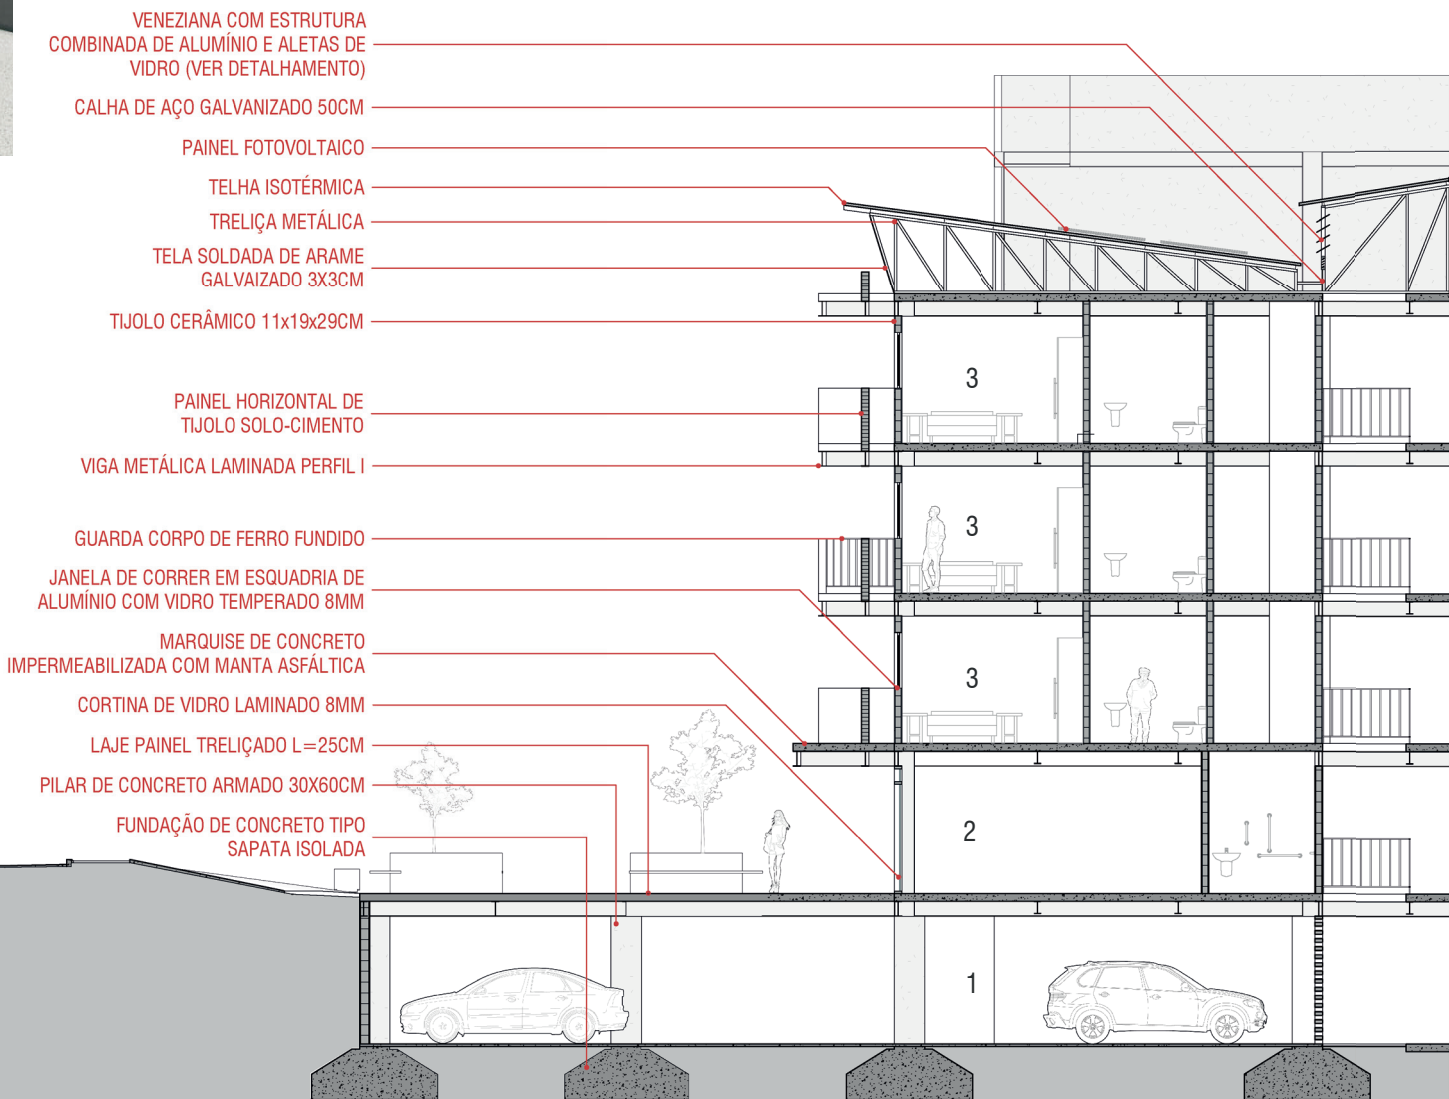 VENEZIANA COM ESTRUTURA
COMBINADA DE ALUMÍNIO E ALETAS DE
VIDRO (VER DETALHAMENTO)
CALHA DE AÇO GALVANIZADO 50CM
PAINEL FOTOVOLTAICO
TELHA ISOTÉRMICA
TRELIÇA METÁLICA
TELA SOLDADA DE ARAME
GALVAIZADO 3X3CM
TIJOLO CERÂMICO 11x19x29CM
PAINEL HORIZONTAL DE
TIJOLO SOLO-CIMENTO
VIGA METÁLICA LAMINADA PERFIL I
GUARDA CORPO DE FERRO FUNDIDO
JANELA DE CORRER EM ESQUADRIA DE
ALUMÍNIO COM VIDRO TEMPERADO 8MM
MARQUISE DE CONCRETO
IMPERMEABILIZADA COM MANTA ASFÁLTICA
CORTINA DE VIDRO LAMINADO 8MM
LAJE PAINEL TRELIÇADO L=25CM
PILAR DE CONCRETO ARMADO 30X60CM
FUNDAÇÃO DE CONCRETO TIPO
SAPATA ISOLADA
3
3
3
2
1